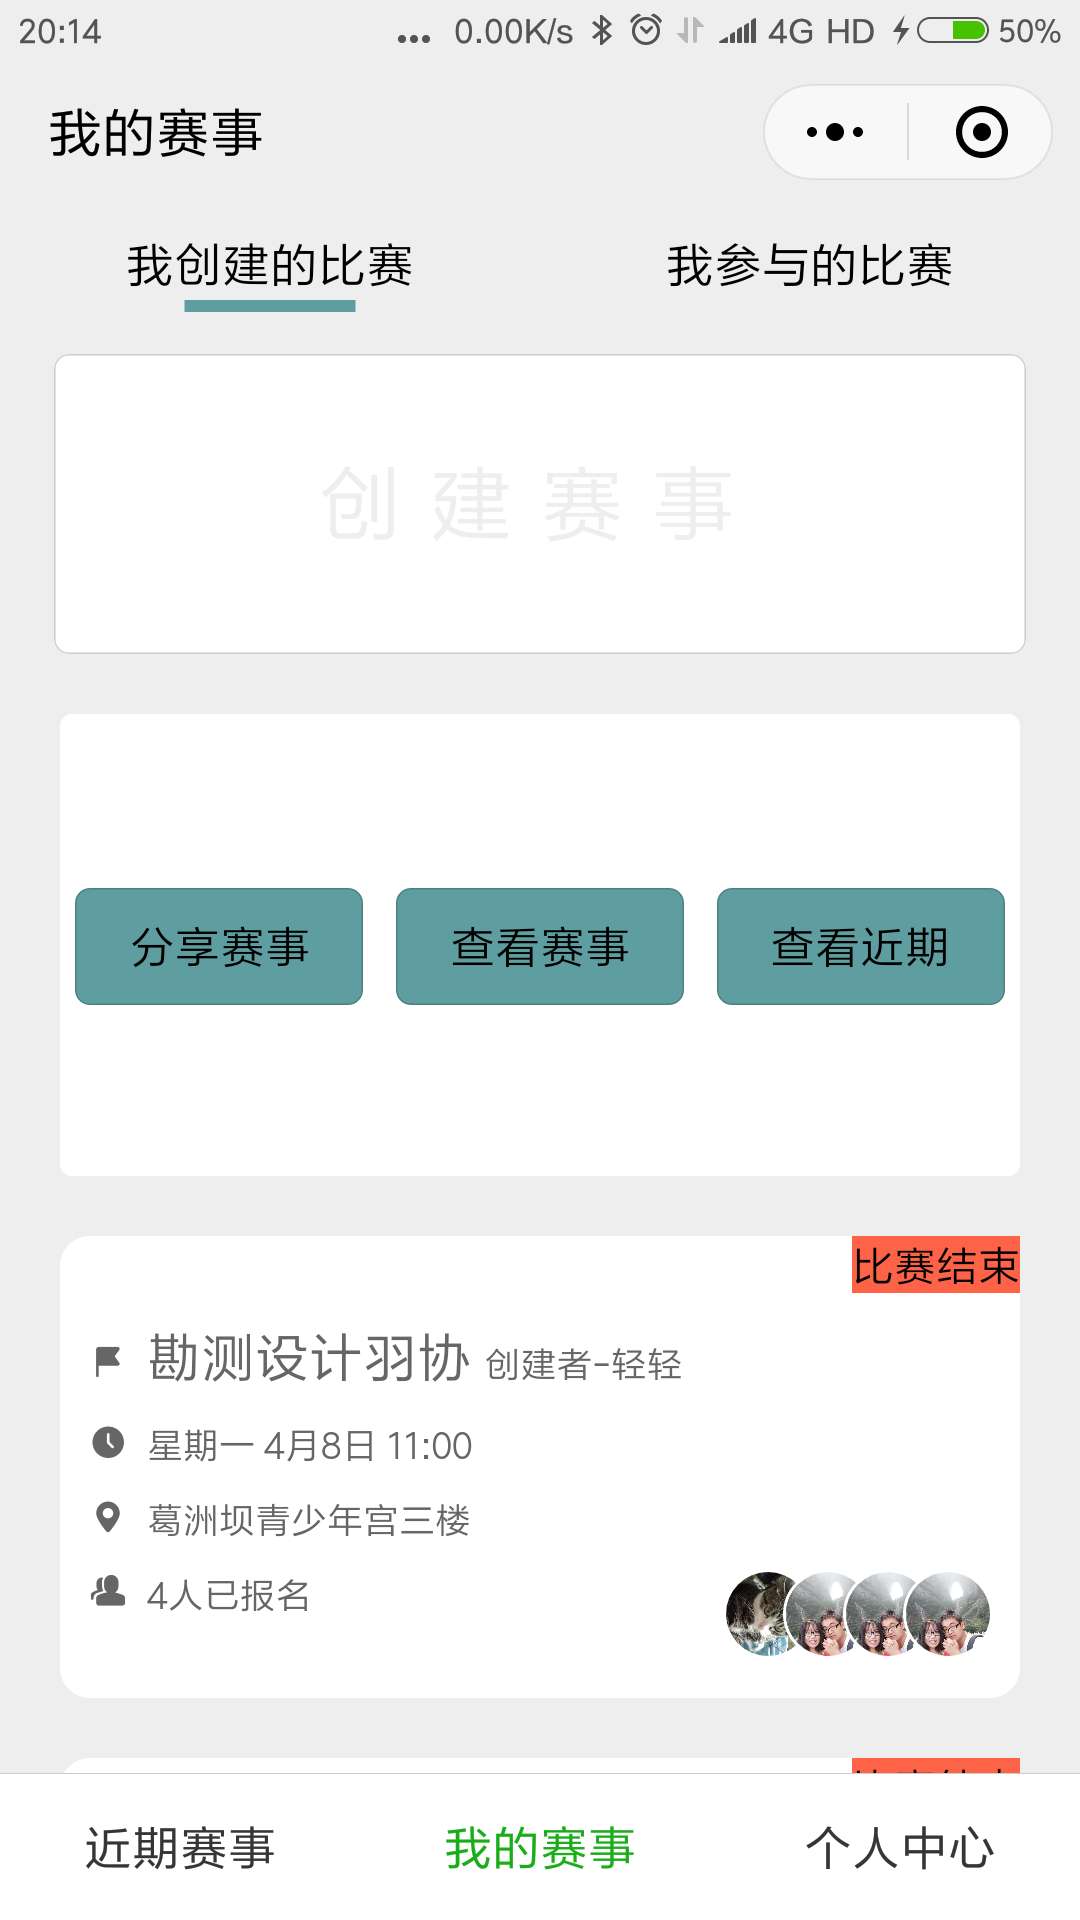 20:14 ... 0.00K/s 4G HD 50%
我的赛事
我创建的比赛 我参与的比赛
创建赛事
分享赛事 查看赛事 查看近期
比赛结束
勘测设计羽协 创建者-轻轻
星期一 4月8日 11:00
葛洲坝青少年宫三楼
4人已报名
近期赛事 我的赛事 个人中心